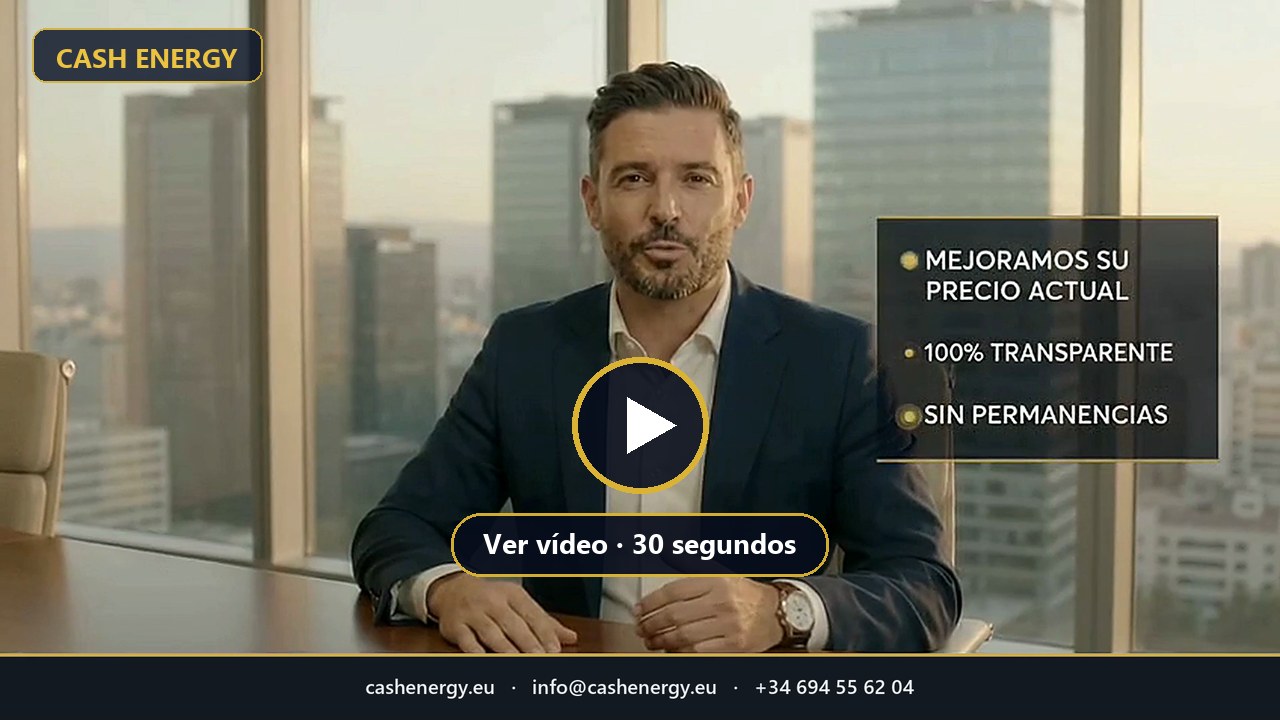 CASH ENERGY
MEJORAMOS SU
PRECIO ACTUAL
100% TRANSPARENTE
SIN PERMANENCIAS
Ver vídeo · 30 segundos
cashenergy.eu · info@cashenergy.eu · +34 694 55 62 04